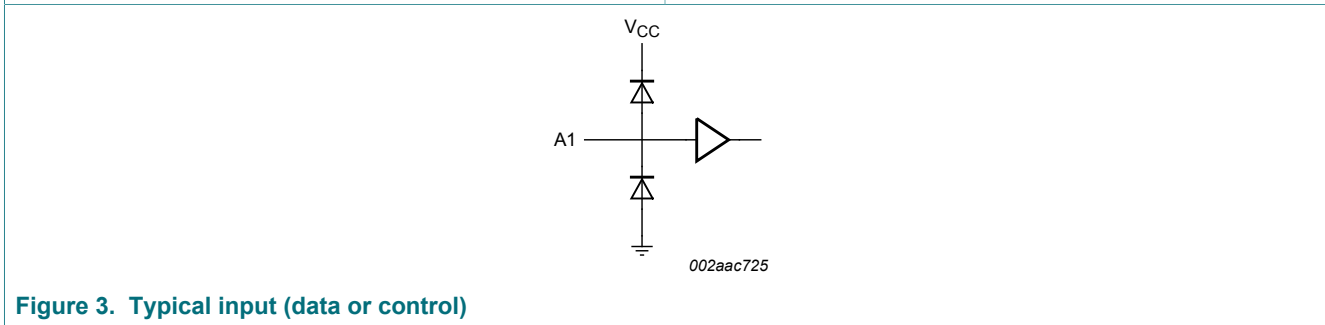 VCC
A1
002aac725
Figure 3. Typical input (data or control)